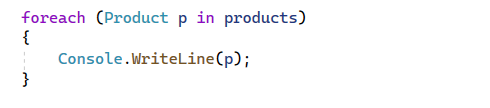 foreach (Product p in products)
{
    Console.WriteLine(p);
}